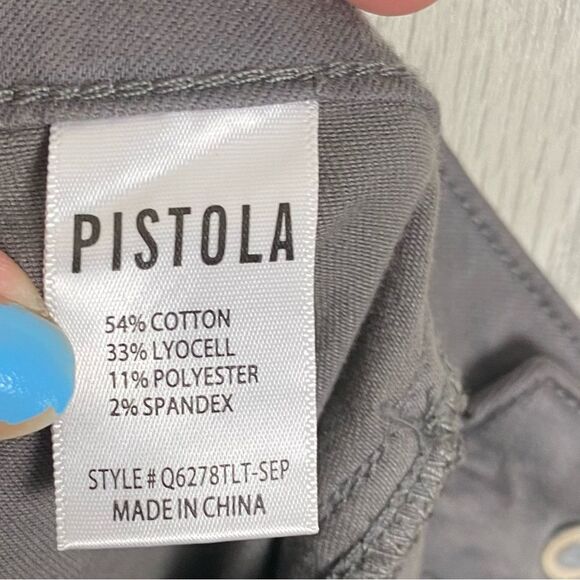 PISTOLA
54% COTTON
33% LYOCELL
11% POLYESTER
2% SPANDEX
STYLE # Q6278TLT-SEP
MADE IN CHINA